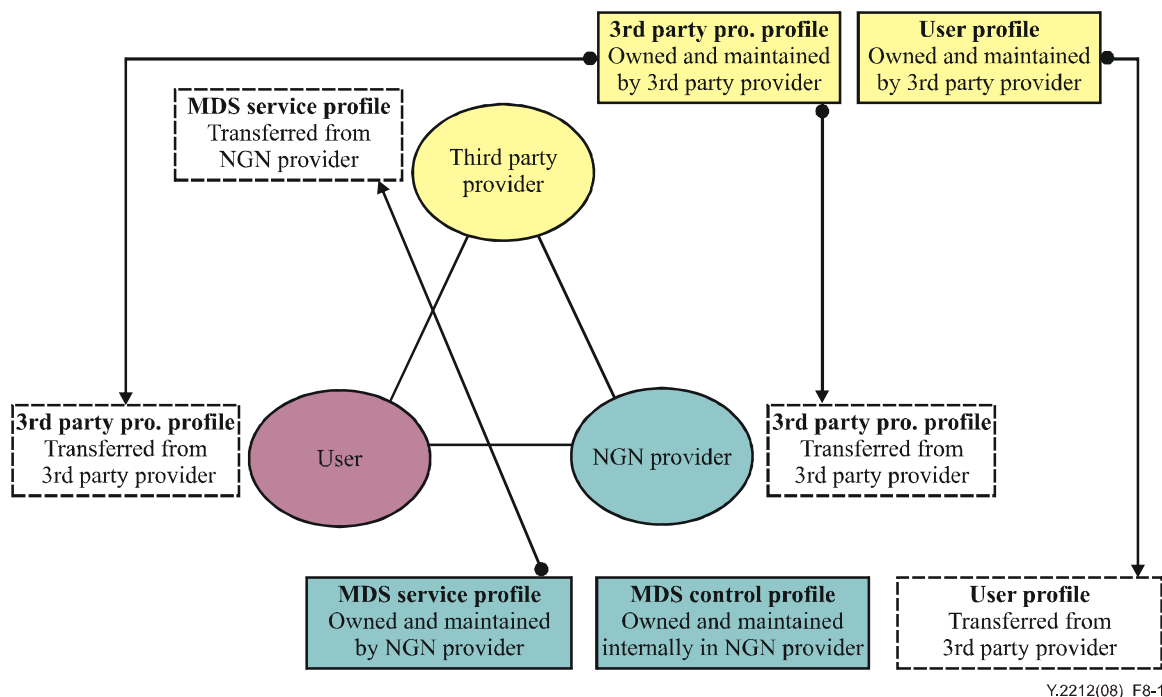 3rd party pro. profile
Owned and maintained
by 3rd party provider
User profile
Owned and maintained
by 3rd party provider
MDS service profile
Transferred from
NGN provider
Third party
provider
3rd party pro. profile
Transferred from
3rd party provider
User
NGN provider
3rd party pro. profile
Transferred from
3rd party provider
MDS service profile
Owned and maintained
by NGN provider
MDS control profile
Owned and maintained
internally in NGN provider
User profile
Transferred from
3rd party provider
Y.2212(08)_F8-1